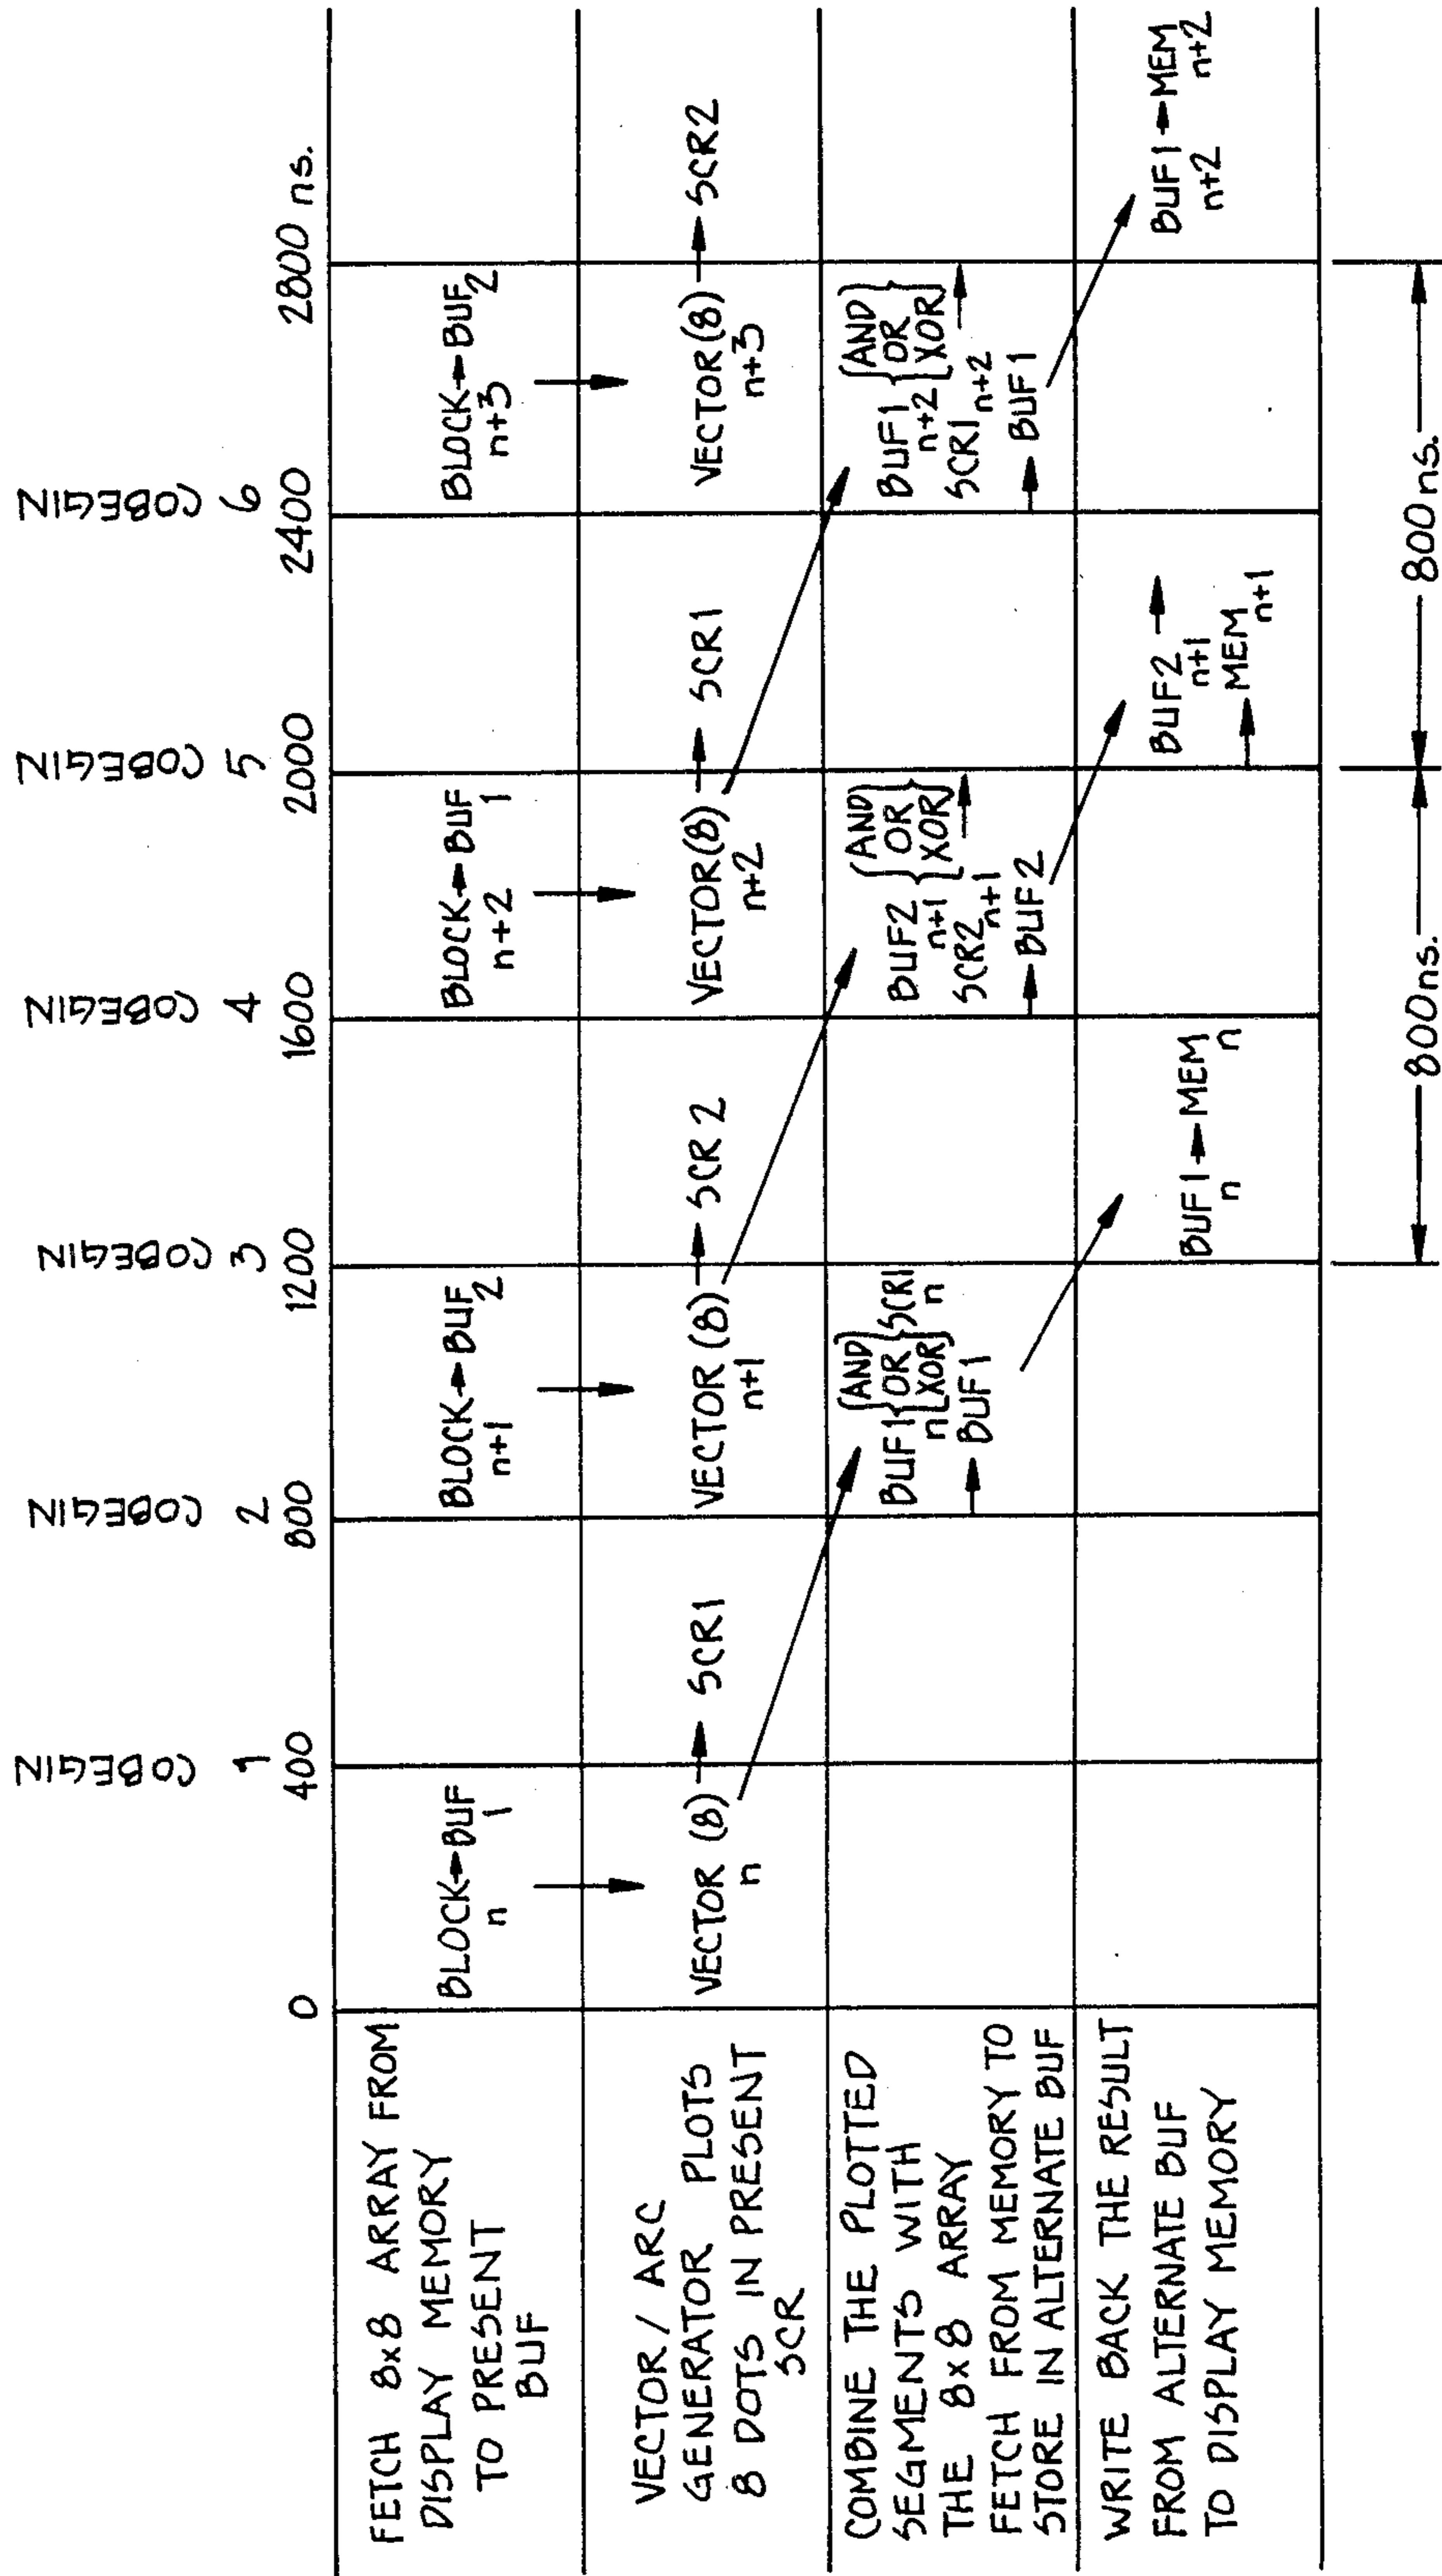 COBEGIN COBEGIN COBEGIN COBEGIN COBEGIN COBEGIN
1 2 3 4 5 6
0 400 800 1200 1600 2000 2400 2800 ns.
FETCH 8x8 ARRAY FROM
DISPLAY MEMORY
TO PRESENT
BUF
BLOCK→BUF
n 1
BLOCK→BUF
n+1 2
BLOCK→BUF
n+2 1
BLOCK→BUF
n+3 2
VECTOR / ARC
GENERATOR PLOTS
8 DOTS IN PRESENT
SCR
VECTOR (8) → SCR1
n
VECTOR (8) → SCR 2
n+1
VECTOR(8) → SCR1
n+2
VECTOR(8) → SCR2
n+3
COMBINE THE PLOTTED
SEGMENTS WITH
THE 8x8 ARRAY
FETCH FROM MEMORY TO
STORE IN ALTERNATE BUF
{AND}
BUF1{OR}SCR1
n{XOR} n
→ BUF1
{AND}
BUF2 {OR}
n+1 {XOR}
SCR2 n+1 →
→ BUF2
{AND}
BUF1 {OR}
n+2 {XOR}
SCR1 n+2 →
→ BUF1
WRITE BACK THE RESULT
FROM ALTERNATE BUF
TO DISPLAY MEMORY
BUF1→MEM
n n
BUF2 →
n+1
→ MEM n+1
BUF1→MEM
n+2 n+2
800ns. 800ns.